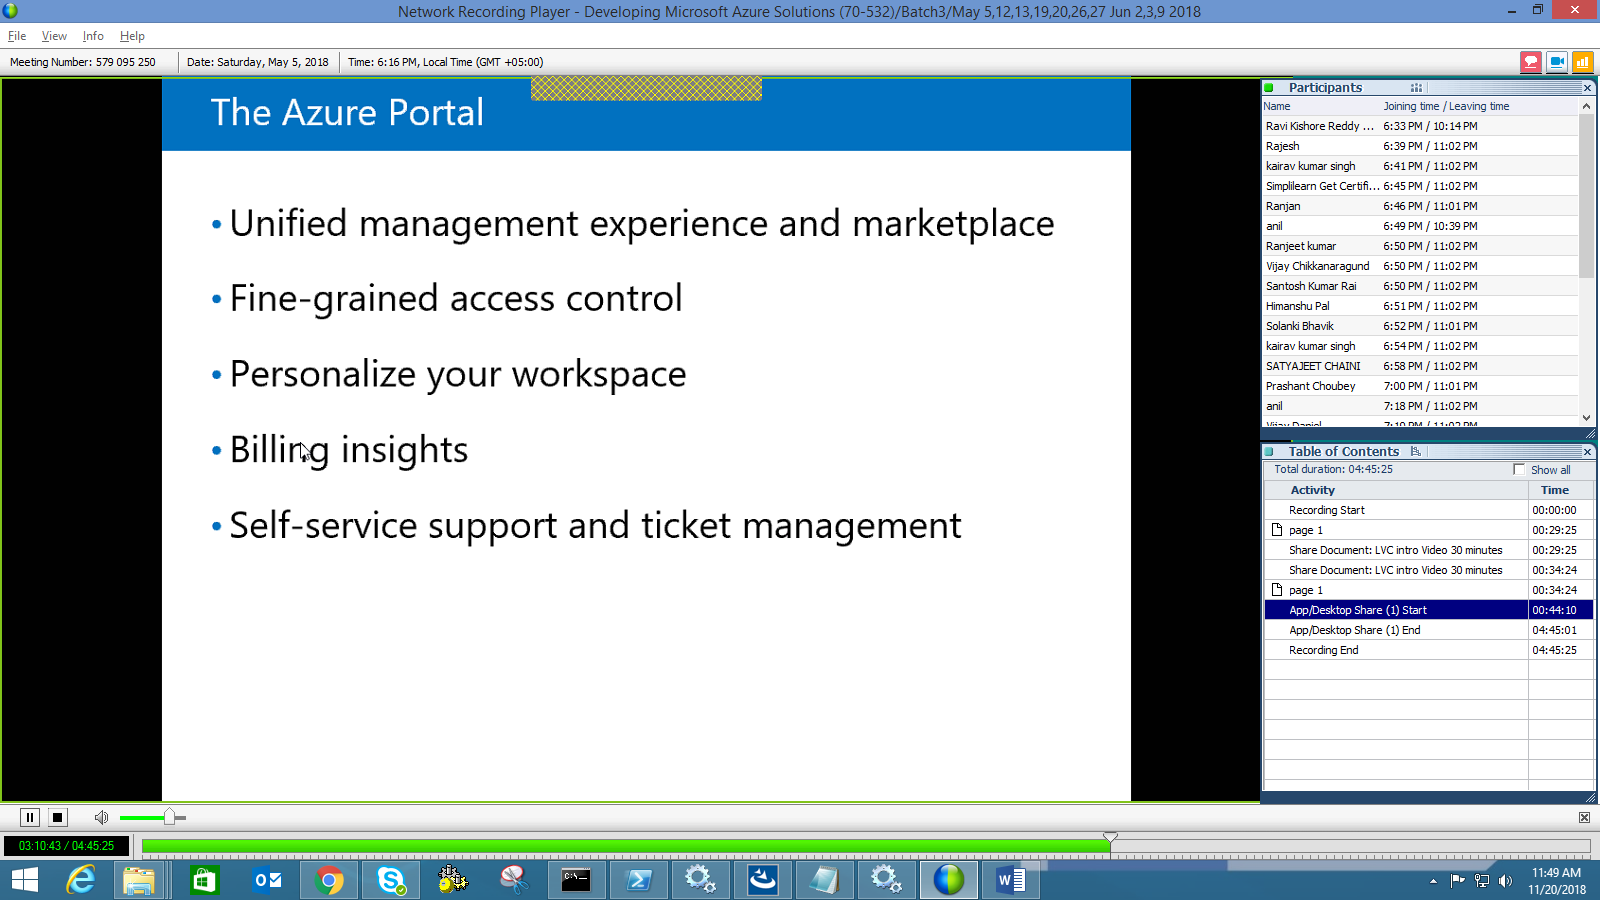 Network Recording Player - Developing Microsoft Azure Solutions (70-532)/Batch3/May 5,12,13,19,20,26,27 Jun 2,3,9 2018
File View Info Help
Meeting Number: 579 095 250 Date: Saturday, May 5, 2018 Time: 6:16 PM, Local Time (GMT +05:00)
The Azure Portal
• Unified management experience and marketplace
• Fine-grained access control
• Personalize your workspace
• Billing insights
• Self-service support and ticket management
Participants
Name Joining time / Leaving time
Ravi Kishore Reddy ... 6:33 PM / 10:14 PM
Rajesh 6:39 PM / 11:02 PM
kairav kumar singh 6:41 PM / 11:02 PM
Simplilearn Get Certifi... 6:45 PM / 11:02 PM
Ranjan 6:46 PM / 11:01 PM
anil 6:49 PM / 10:39 PM
Ranjeet kumar 6:50 PM / 11:02 PM
Vijay Chikkanaragund 6:50 PM / 11:02 PM
Santosh Kumar Rai 6:50 PM / 11:02 PM
Himanshu Pal 6:51 PM / 11:02 PM
Solanki Bhavik 6:52 PM / 11:01 PM
kairav kumar singh 6:54 PM / 11:02 PM
SATYAJEET CHAINI 6:58 PM / 11:02 PM
Prashant Choubey 7:00 PM / 11:01 PM
anil 7:18 PM / 11:02 PM
Vijay Daniel 7:19 PM / 11:02 PM
Table of Contents
Total duration: 04:45:25 Show all
Activity Time
Recording Start 00:00:00
page 1 00:29:25
Share Document: LVC intro Video 30 minutes 00:29:25
Share Document: LVC intro Video 30 minutes 00:34:24
page 1 00:34:24
App/Desktop Share (1) Start 00:44:10
App/Desktop Share (1) End 04:45:01
Recording End 04:45:25
03:10:43 / 04:45:25
11:49 AM
11/20/2018